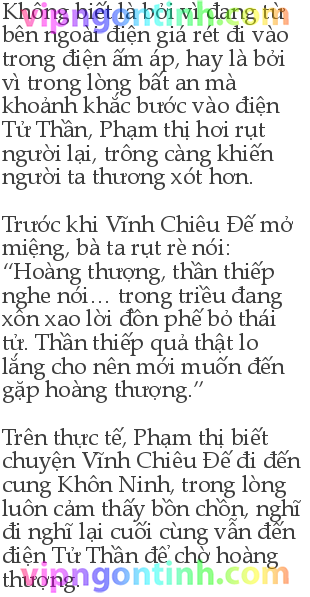 Không biết là bởi vì đang từ
vipngontinh.com
bên ngoài điện giá rét đi vào
trong điện ấm áp, hay là bởi
vì trong lòng bất an mà
khoảnh khắc bước vào điện
Tử Thần, Phạm thị hơi rụt
người lại, trông càng khiến
người ta thương xót hơn.
Trước khi Vĩnh Chiêu Đế mở
miệng, bà ta rụt rè nói:
“Hoàng thượng, thần thiếp
nghe nói… trong triều đang
xôn xao lời đồn phế bỏ thái
tử. Thần thiếp quả thật lo
lắng cho nên mới muốn đến
gặp hoàng thượng.”
Trên thực tế, Phạm thị biết
chuyện Vĩnh Chiêu Đế đi đến
cung Khôn Ninh, trong lòng
luôn cảm thấy bồn chồn, nghĩ
đi nghĩ lại cuối cùng vẫn đến
điện Tử Thần để chờ hoàng
thượng.
vipngontinh.com